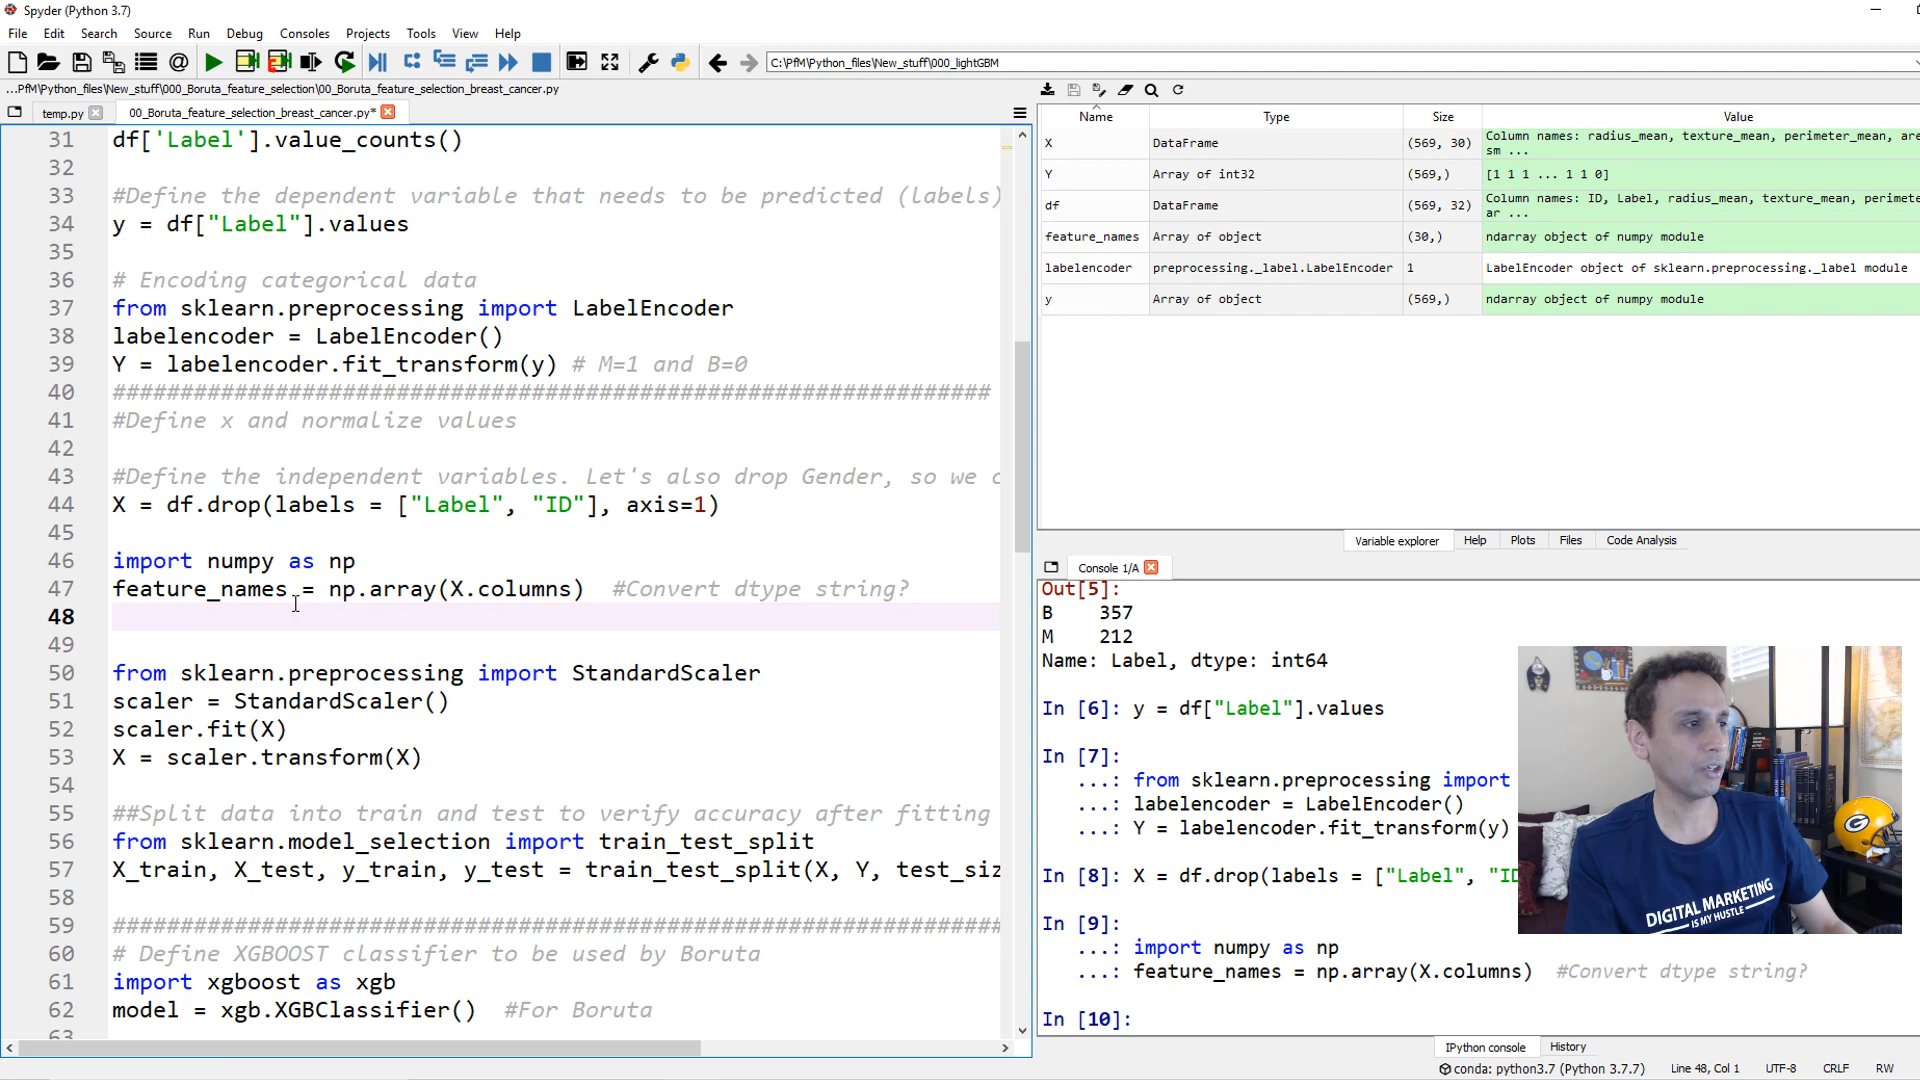 Spyder (Python 3.7)
File Edit Search Source Run Debug Consoles Projects Tools View Help
C:\PfM\Python_files\New_stuff\000_lightGBM
...PfM\Python_files\New_stuff\000_Boruta_feature_selection\00_Boruta_feature_selection_breast_cancer.py
temp.py 00_Boruta_feature_selection_breast_cancer.py*
31 df['Label'].value_counts()
32
33 #Define the dependent variable that needs to be predicted (labels)
34 y = df["Label"].values
35
36 # Encoding categorical data
37 from sklearn.preprocessing import LabelEncoder
38 labelencoder = LabelEncoder()
39 Y = labelencoder.fit_transform(y) # M=1 and B=0
40 #################################################################
41 #Define x and normalize values
42
43 #Define the independent variables. Let's also drop Gender, so we c
44 X = df.drop(labels = ["Label", "ID"], axis=1)
45
46 import numpy as np
47 feature_names = np.array(X.columns)  #Convert dtype string?
48
49
50 from sklearn.preprocessing import StandardScaler
51 scaler = StandardScaler()
52 scaler.fit(X)
53 X = scaler.transform(X)
54
55 ##Split data into train and test to verify accuracy after fitting
56 from sklearn.model_selection import train_test_split
57 X_train, X_test, y_train, y_test = train_test_split(X, Y, test_siz
58
59 ##################################################################
60 # Define XGBOOST classifier to be used by Boruta
61 import xgboost as xgb
62 model = xgb.XGBClassifier()  #For Boruta
63
Name Type Size Value
X DataFrame (569, 30) Column names: radius_mean, texture_mean, perimeter_mean, are
sm ...
Y Array of int32 (569,) [1 1 1 ... 1 1 0]
df DataFrame (569, 32) Column names: ID, Label, radius_mean, texture_mean, perimete
ar ...
feature_names Array of object (30,) ndarray object of numpy module
labelencoder preprocessing._label.LabelEncoder 1 LabelEncoder object of sklearn.preprocessing._label module
y Array of object (569,) ndarray object of numpy module
Variable explorer Help Plots Files Code Analysis
Console 1/A
Out[5]:
B 357
M 212
Name: Label, dtype: int64
In [6]: y = df["Label"].values
In [7]:
...: from sklearn.preprocessing import
...: labelencoder = LabelEncoder()
...: Y = labelencoder.fit_transform(y)
In [8]: X = df.drop(labels = ["Label", "ID
In [9]:
...: import numpy as np
...: feature_names = np.array(X.columns)  #Convert dtype string?
In [10]:
DIGITAL MARKETING
IS MY HUSTLE
G
IPython console History
conda: python3.7 (Python 3.7.7) Line 48, Col 1 UTF-8 CRLF RW